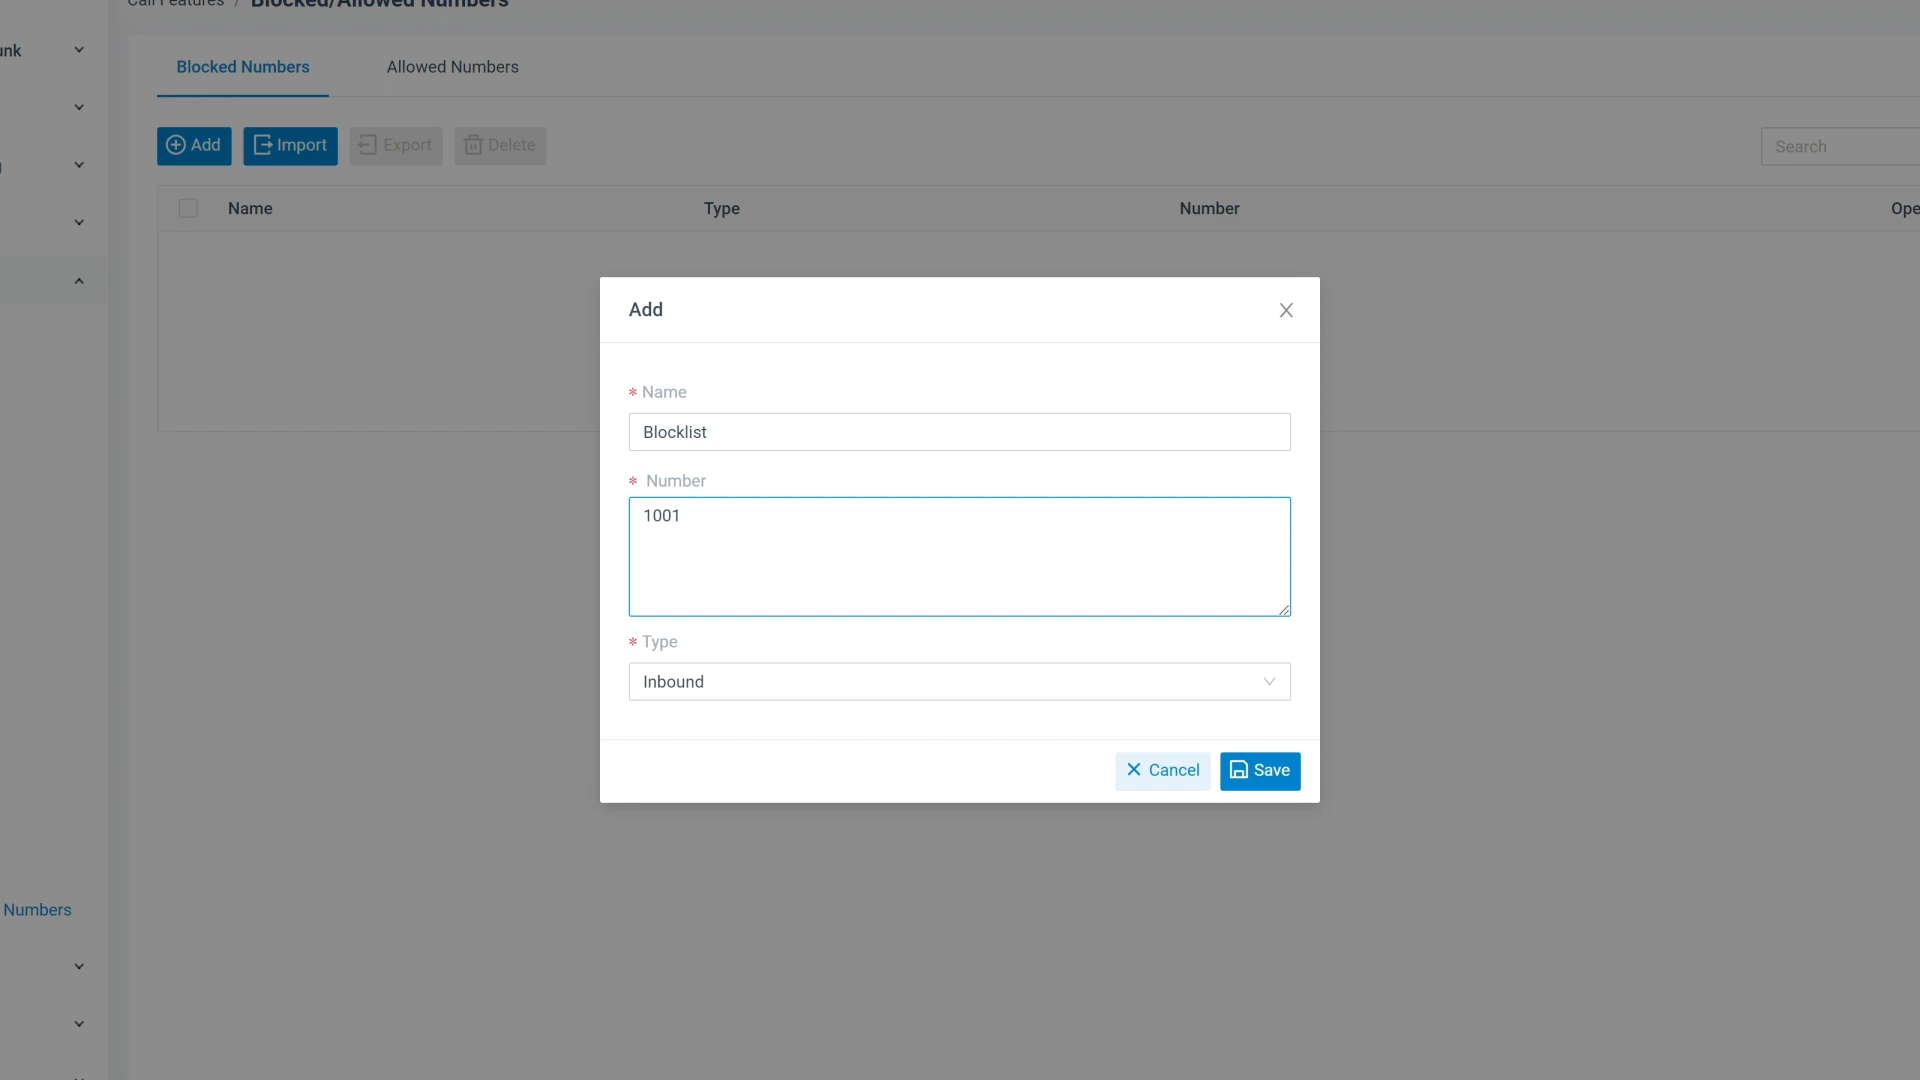 Call Features / Blocked/Allowed Numbers
Blocked Numbers
Allowed Numbers
Add
Import
Export
Delete
Search
Name
Type
Number
Add
* Name
Blocklist
* Number
1001
* Type
Inbound
Cancel
Save
Numbers